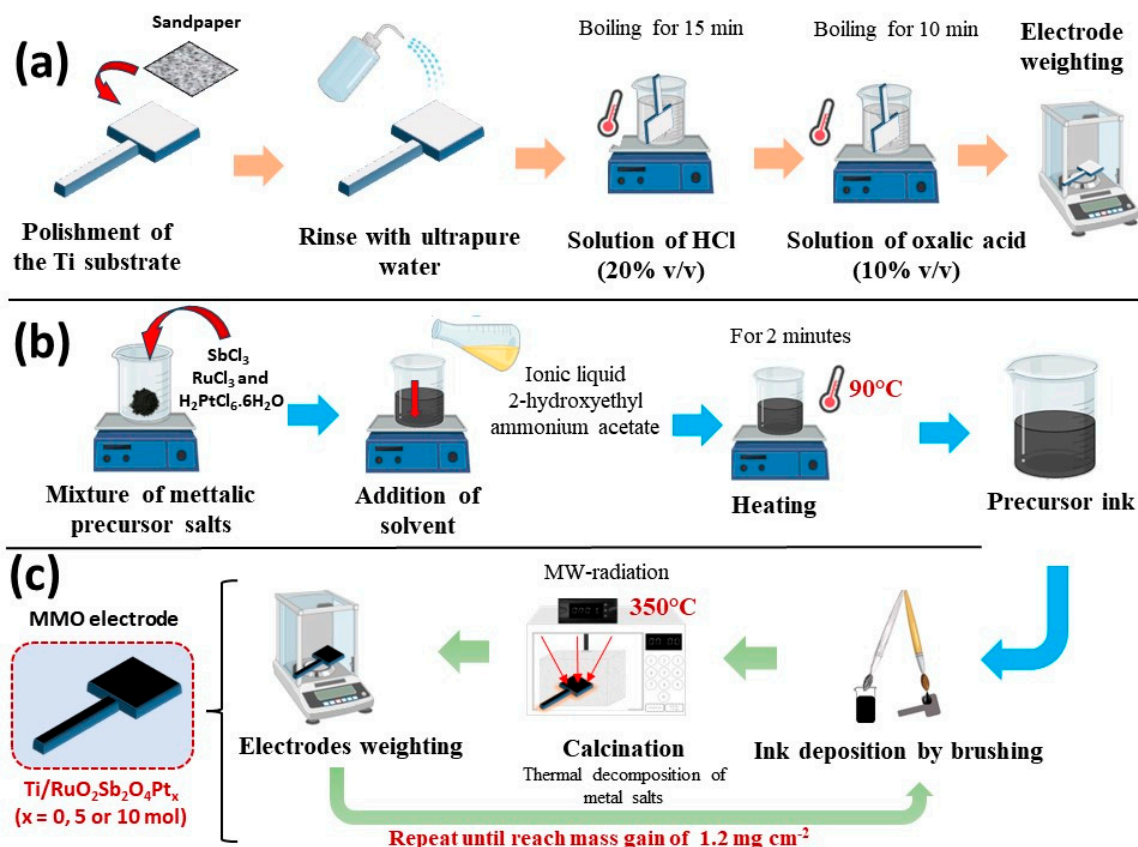 (a)
Sandpaper
Polishment of
the Ti substrate
Rinse with ultrapure
water
Boiling for 15 min
Solution of HCl
(20% v/v)
Boiling for 10 min
Solution of oxalic acid
(10% v/v)
Electrode
weighting
(b)
SbCl₃
RuCl₃ and
H₂PtCl₆.6H₂O
Mixture of mettalic
precursor salts
Ionic liquid
2-hydroxyethyl
ammonium acetate
Addition of
solvent
For 2 minutes
90°C
Heating
Precursor ink
(c)
MMO electrode
Ti/RuO₂Sb₂O₄Ptₓ
(x = 0, 5 or 10 mol)
Electrodes weighting
MW-radiation
350°C
Calcination
Thermal decomposition of
metal salts
Ink deposition by brushing
Repeat until reach mass gain of 1.2 mg cm⁻²